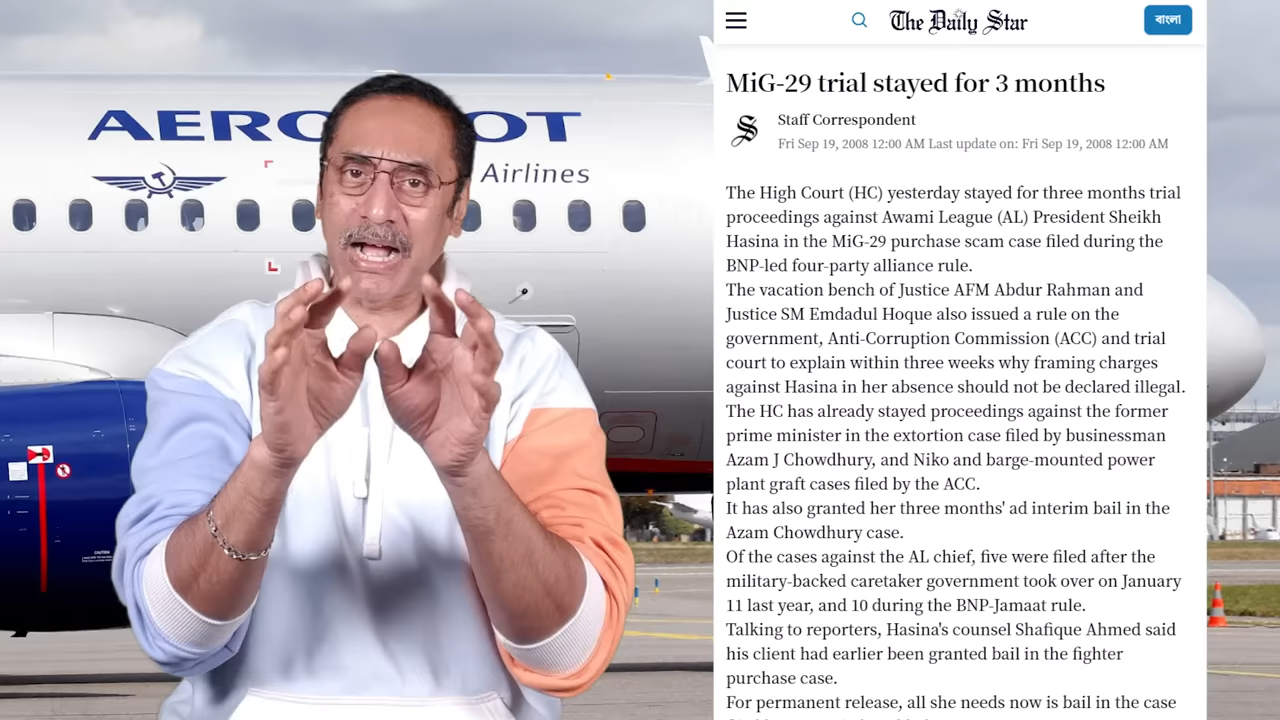 AEROFLOT
Airlines
CAUTION
The Daily Star
বাংলা
MiG-29 trial stayed for 3 months
Staff Correspondent
Fri Sep 19, 2008 12:00 AM Last update on: Fri Sep 19, 2008 12:00 AM
The High Court (HC) yesterday stayed for three months trial
proceedings against Awami League (AL) President Sheikh
Hasina in the MiG-29 purchase scam case filed during the
BNP-led four-party alliance rule.
The vacation bench of Justice AFM Abdur Rahman and
Justice SM Emdadul Hoque also issued a rule on the
government, Anti-Corruption Commission (ACC) and trial
court to explain within three weeks why framing charges
against Hasina in her absence should not be declared illegal.
The HC has already stayed proceedings against the former
prime minister in the extortion case filed by businessman
Azam J Chowdhury, and Niko and barge-mounted power
plant graft cases filed by the ACC.
It has also granted her three months' ad interim bail in the
Azam Chowdhury case.
Of the cases against the AL chief, five were filed after the
military-backed caretaker government took over on January
11 last year, and 10 during the BNP-Jamaat rule.
Talking to reporters, Hasina's counsel Shafique Ahmed said
his client had earlier been granted bail in the fighter
purchase case.
For permanent release, all she needs now is bail in the case